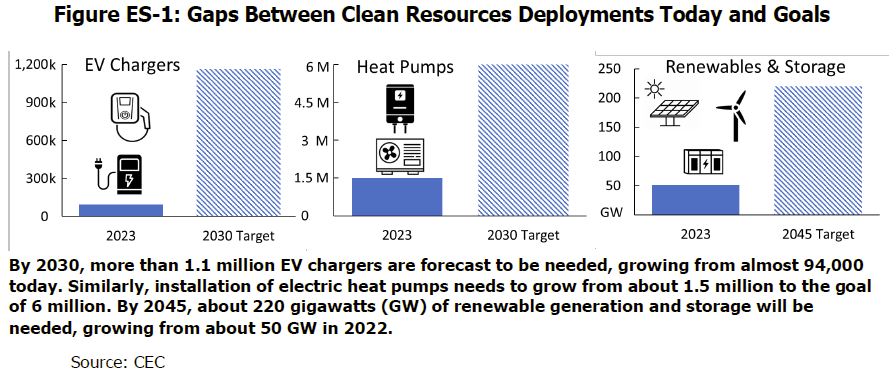 Figure ES-1: Gaps Between Clean Resources Deployments Today and Goals
EV Chargers
1,200k
900k
600k
300k
0
2023
2030 Target
Heat Pumps
6 M
4.5 M
3 M
1.5 M
0
2023
2030 Target
Renewables & Storage
250
200
150
100
50
GW
2023
2045 Target
By 2030, more than 1.1 million EV chargers are forecast to be needed, growing from almost 94,000
today. Similarly, installation of electric heat pumps needs to grow from about 1.5 million to the goal
of 6 million. By 2045, about 220 gigawatts (GW) of renewable generation and storage will be
needed, growing from about 50 GW in 2022.
Source: CEC